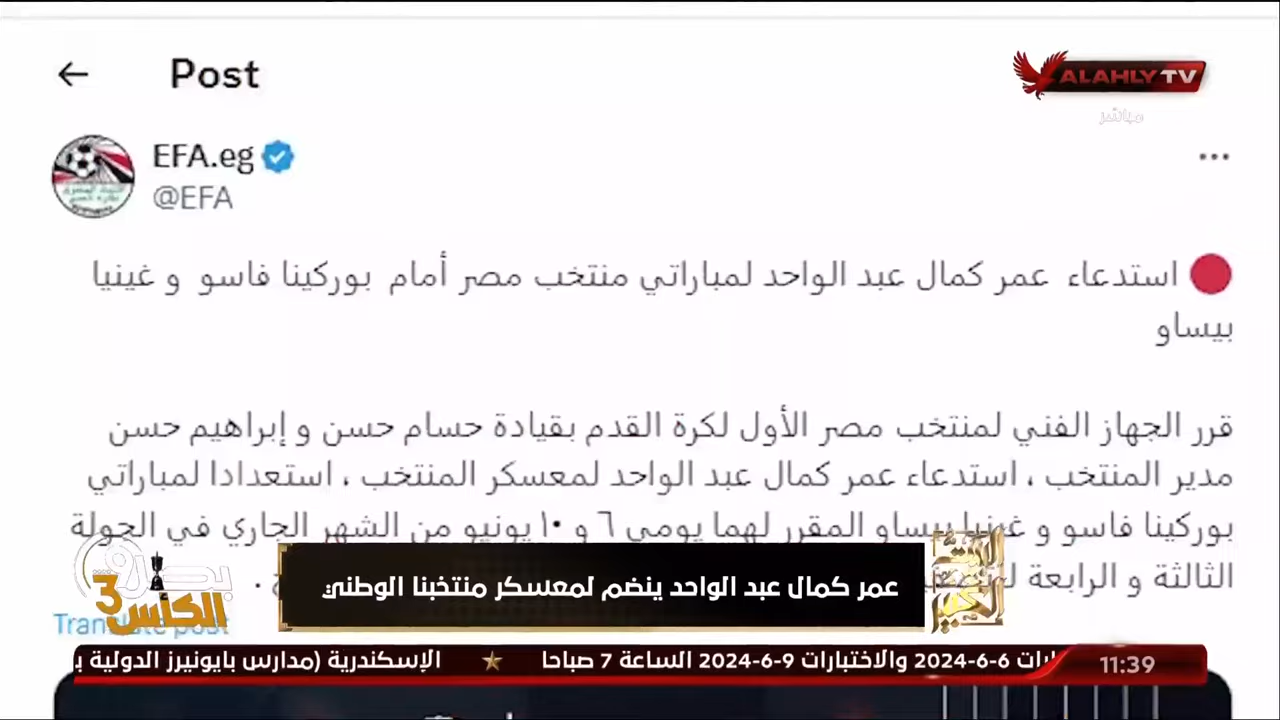 Post
ALAHLY TV
مباشر
EFA.eg
@EFA
استدعاء عمر كمال عبد الواحد لمباراتي منتخب مصر أمام بوركينا فاسو و غينيا
بيساو
قرر الجهاز الفني لمنتخب مصر الأول لكرة القدم بقيادة حسام حسن و إبراهيم حسن
مدير المنتخب ، استدعاء عمر كمال عبد الواحد لمعسكر المنتخب ، استعدادا لمباراتي
بوركينا فاسو و غينيا بيساو المقرر لهما يومي ٦ و ١٠ يونيو من الشهر الجاري في الجولة
الثالثة و الرابعة
عمر كمال عبد الواحد ينضم لمعسكر منتخبنا الوطني
الكأس 3
Translate post
6-6-2024 والاختبارات 9-6-2024 الساعة 7 صباحا ★ الإسكندرية (مدارس بايونيرز الدولية
11:39